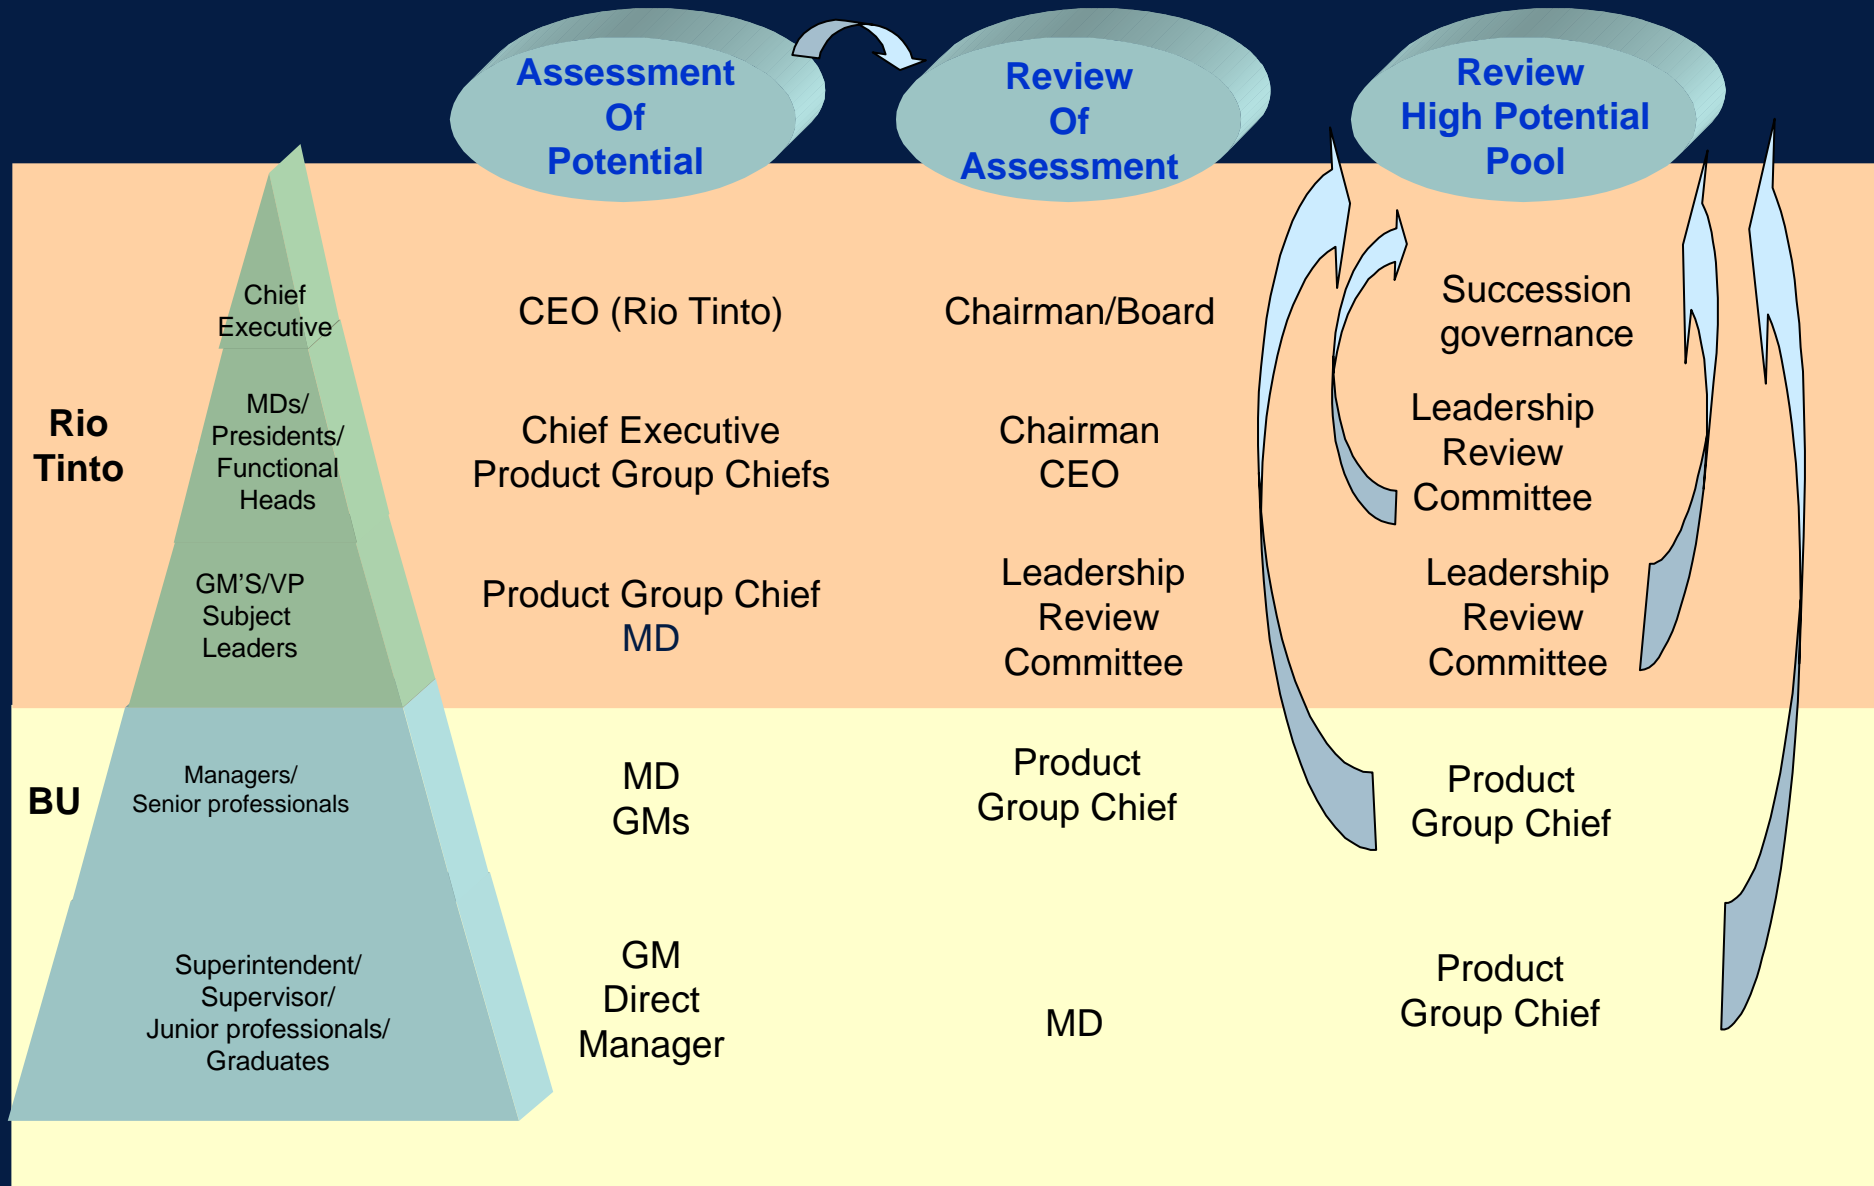 Assessment
Of
Potential
Review
Of
Assessment
Review
High Potential
Pool
Rio
Tinto
Chief
Executive
CEO (Rio Tinto)
Chairman/Board
Succession
governance
MDs/
Presidents/
Functional
Heads
Chief Executive
Product Group Chiefs
Chairman
CEO
Leadership
Review
Committee
GM’S/VP
Subject
Leaders
Product Group Chief
MD
Leadership
Review
Committee
Leadership
Review
Committee
BU
Managers/
Senior professionals
MD
GMs
Product
Group Chief
Product
Group Chief
Superintendent/
Supervisor/
Junior professionals/
Graduates
GM
Direct
Manager
MD
Product
Group Chief